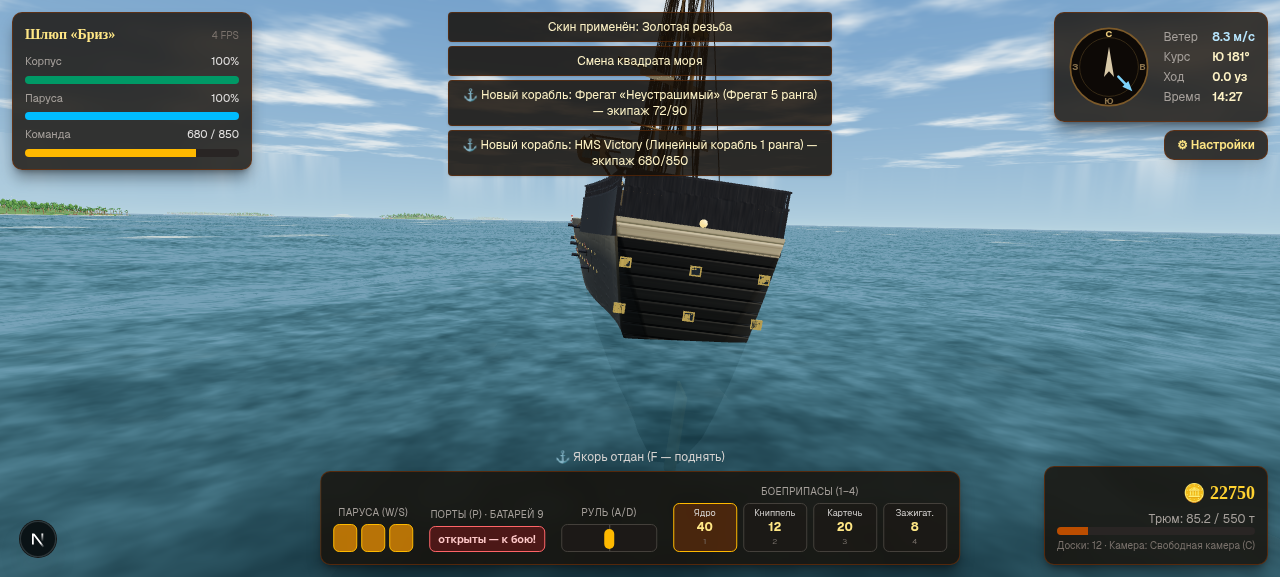 Шлюп «Бриз»
4 FPS
Корпус 100%
Паруса 100%
Команда 680 / 850
Скин применён: Золотая резьба
Смена квадрата моря
⚓ Новый корабль: Фрегат «Неустрашимый» (Фрегат 5 ранга)
— экипаж 72/90
⚓ Новый корабль: HMS Victory (Линейный корабль 1 ранга) —
экипаж 680/850
С
З
В
Ю
Ветер 8.3 м/с
Курс Ю 181°
Ход 0.0 уз
Время 14:27
⚙ Настройки
⚓ Якорь отдан (F — поднять)
ПАРУСА (W/S)
ПОРТЫ (P) · БАТАРЕЙ 9
открыты — к бою!
РУЛЬ (A/D)
БОЕПРИПАСЫ (1–4)
Ядро
40
1
Книппель
12
2
Картечь
20
3
Зажигат.
8
4
🪙 22750
Трюм: 85.2 / 550 т
Доски: 12 · Камера: Свободная камера (C)
N